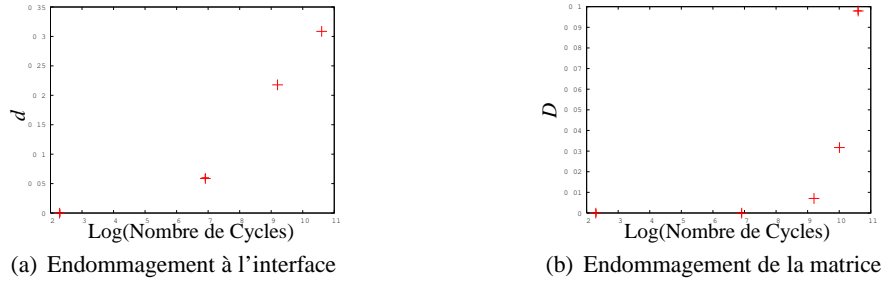 0 35
0 3
0 25
0 2
0 15
0 1
0 05
0
d
2 3 4 5 6 7 8 9 10 11
Log(Nombre de Cycles)
(a) Endommagement à l'interface
0 1
0 09
0 08
0 07
0 06
0 05
0 04
0 03
0 02
0 01
0
D
2 3 4 5 6 7 8 9 10 11
Log(Nombre de Cycles)
(b) Endommagement de la matrice